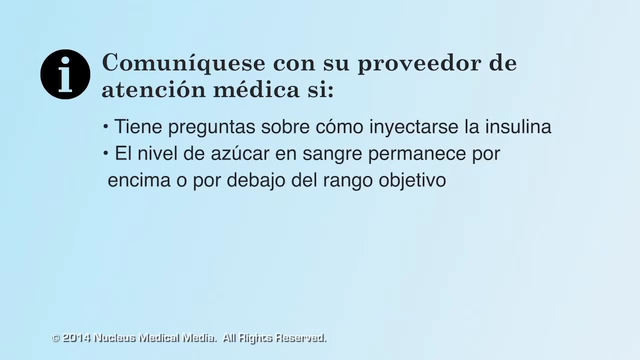 i
Comuníquese con su proveedor de
atención médica si:
• Tiene preguntas sobre cómo inyectarse la insulina
• El nivel de azúcar en sangre permanece por
encima o por debajo del rango objetivo
© 2014 Nucleus Medical Media. All Rights Reserved.